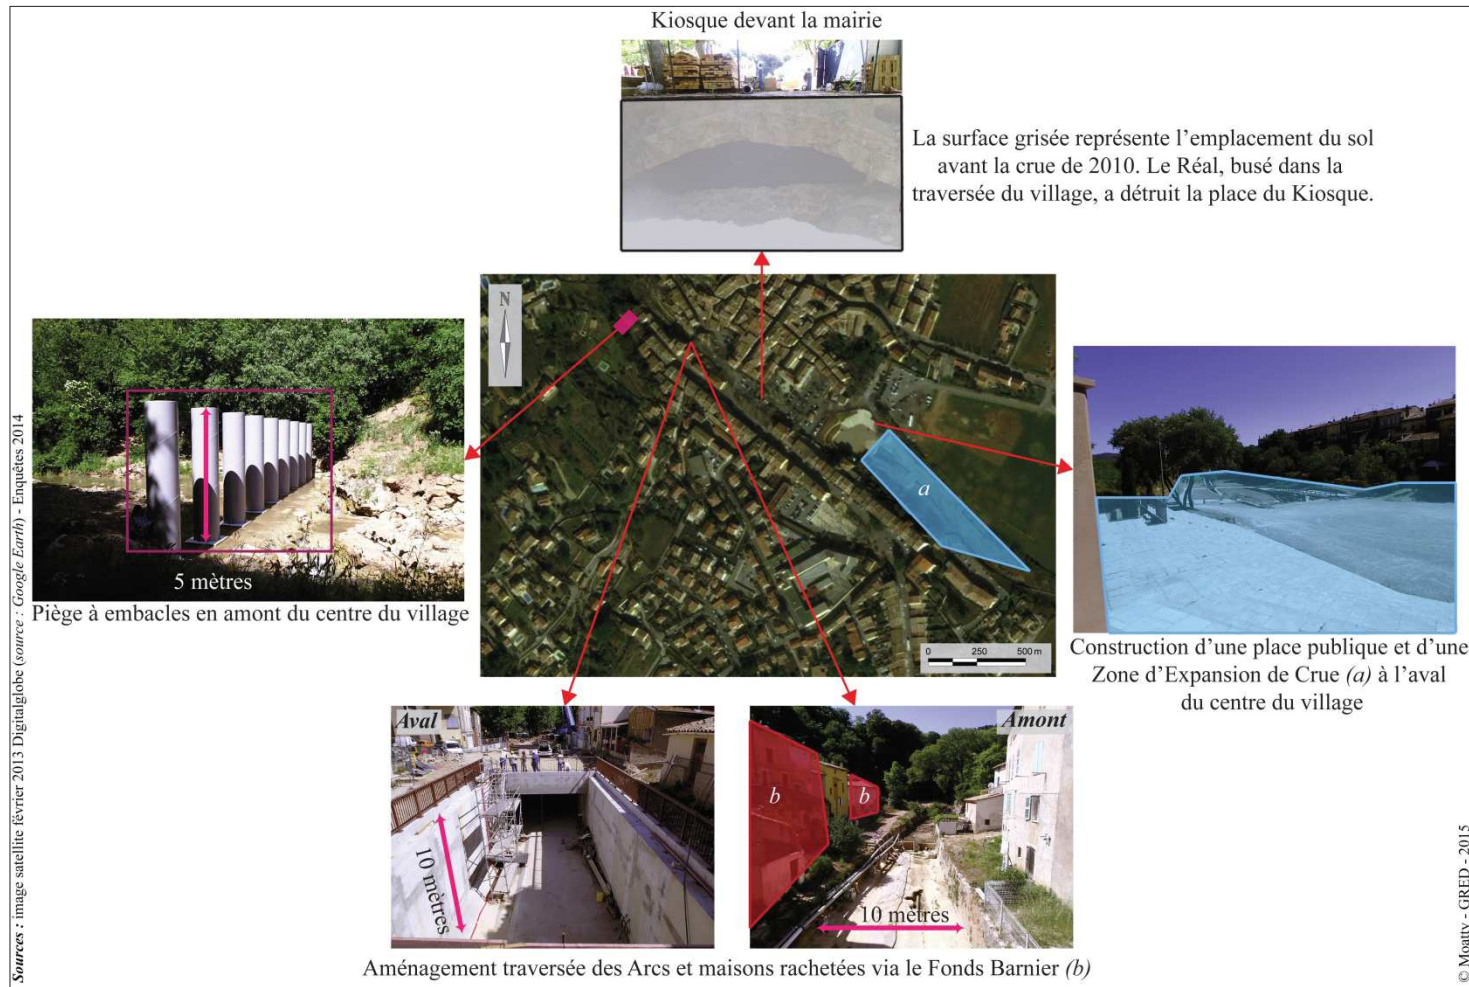 Kiosque devant la mairie
La surface grisée représente l’emplacement du sol
avant la crue de 2010. Le Réal, busé dans la
traversée du village, a détruit la place du Kiosque.
N
a
0 250 500 m
5 mètres
Piège à embacles en amont du centre du village
Construction d’une place publique et d’une
Zone d’Expansion de Crue (a) à l’aval
du centre du village
Aval
10 mètres
Amont
b
b
10 mètres
Aménagement traversée des Arcs et maisons rachetées via le Fonds Barnier (b)
Sources : image satellite février 2013 Digitalglobe (source : Google Earth) - Enquêtes 2014
© Moatty - GRED - 2015